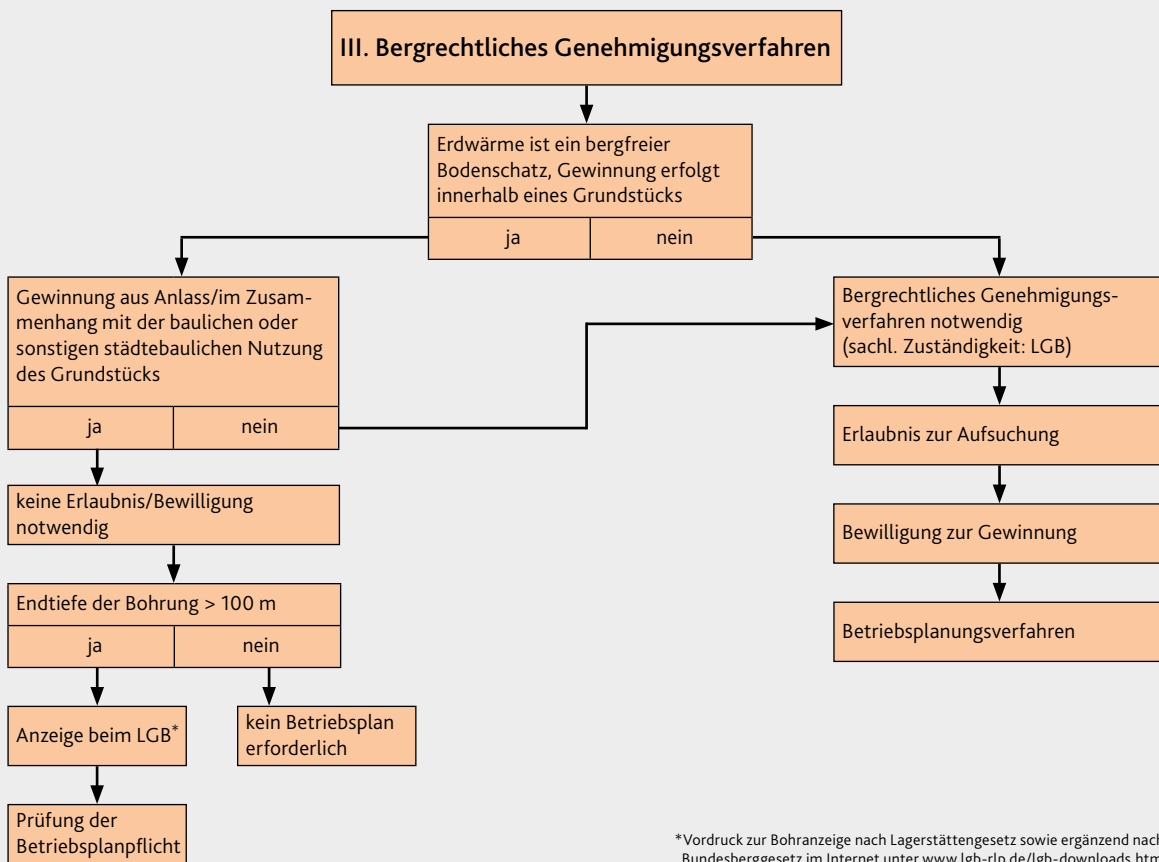 III. Bergrechtliches Genehmigungsverfahren
Erdwärme ist ein bergfreier
Bodenschatz, Gewinnung erfolgt
innerhalb eines Grundstücks
ja
nein
Gewinnung aus Anlass/im Zusam-
menhang mit der baulichen oder
sonstigen städtebaulichen Nutzung
des Grundstücks
ja
nein
keine Erlaubnis/Bewilligung
notwendig
Endtiefe der Bohrung > 100 m
ja
nein
Anzeige beim LGB*
kein Betriebsplan
erforderlich
Prüfung der
Betriebsplanpflicht
Bergrechtliches Genehmigungs-
verfahren notwendig
(sachl. Zuständigkeit: LGB)
Erlaubnis zur Aufsuchung
Bewilligung zur Gewinnung
Betriebsplanungsverfahren
*Vordruck zur Bohranzeige nach Lagerstättengesetz sowie ergänzend nach
Bundesberggesetz im Internet unter www.lgb-rlp.de/lgb-downloads.htm